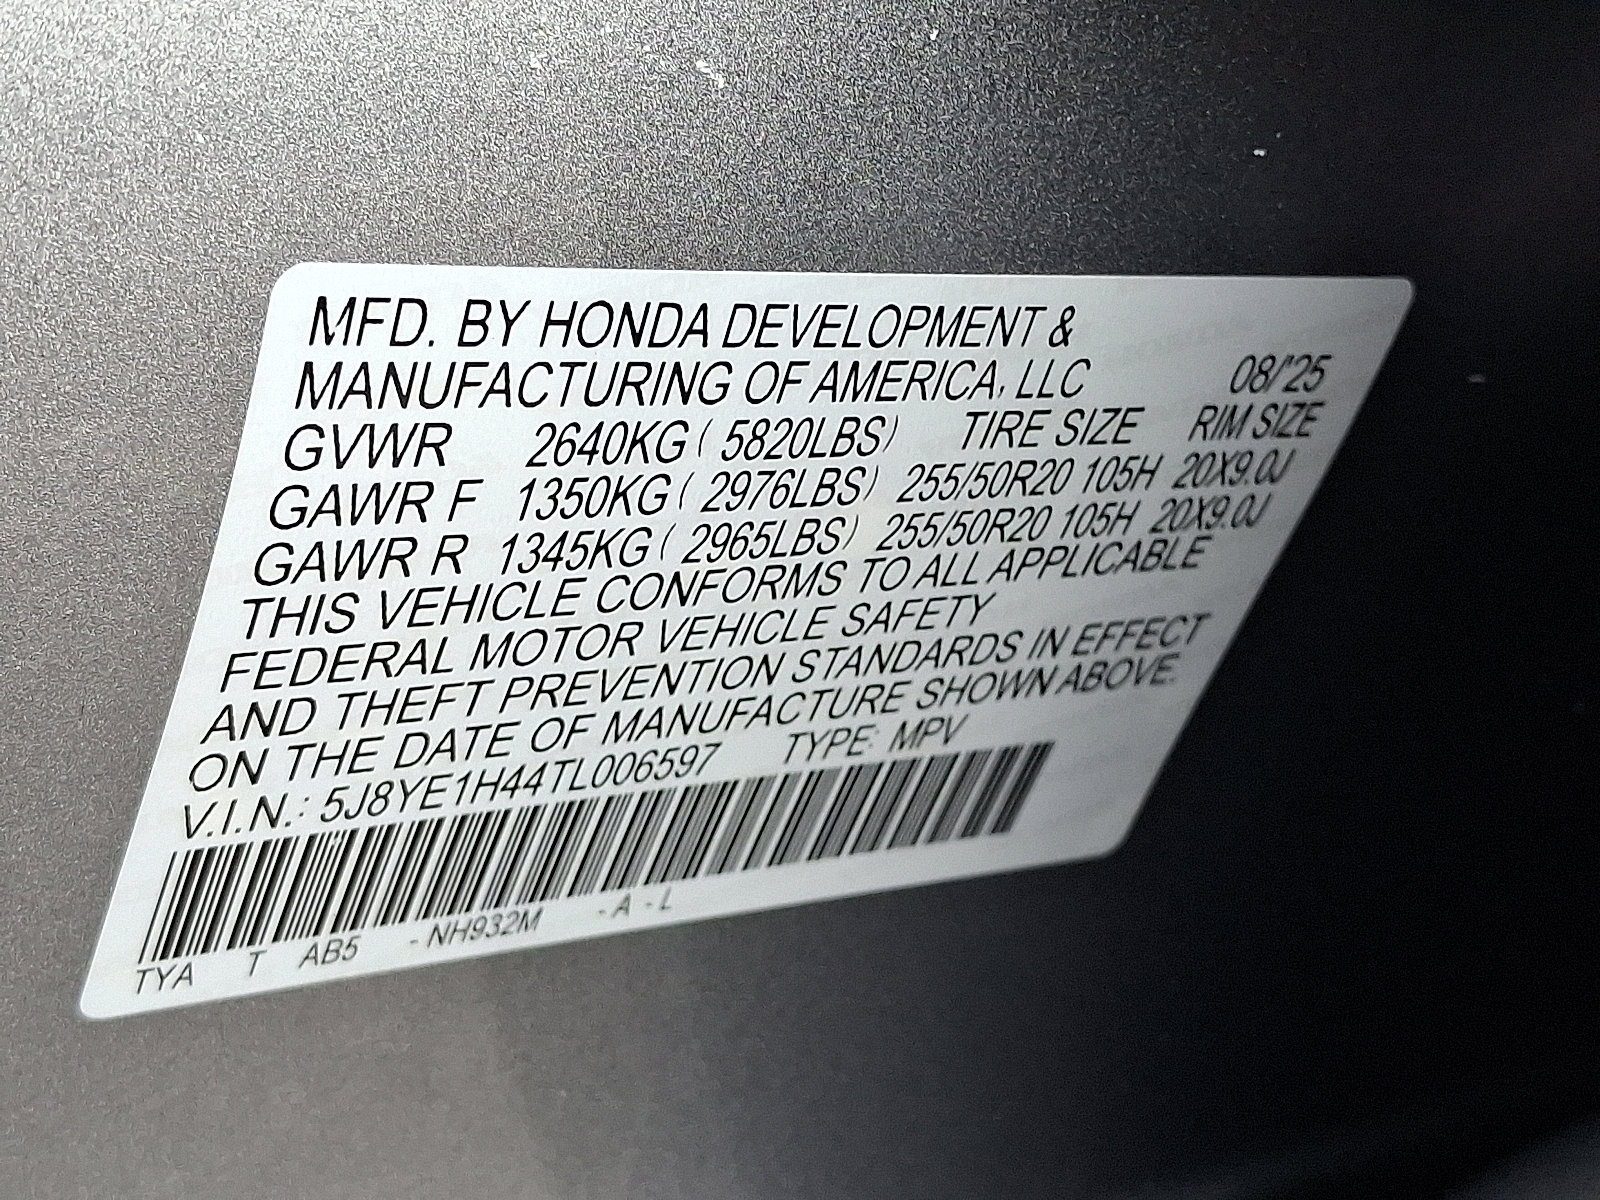 MFD. BY HONDA DEVELOPMENT &
MANUFACTURING OF AMERICA, LLC 08/'25
GVWR 2640KG ( 5820LBS) TIRE SIZE RIM SIZE
GAWR F 1350KG ( 2976LBS) 255/50R20 105H 20X9.0J
GAWR R 1345KG ( 2965LBS) 255/50R20 105H 20X9.0J
THIS VEHICLE CONFORMS TO ALL APPLICABLE
FEDERAL MOTOR VEHICLE SAFETY
AND THEFT PREVENTION STANDARDS IN EFFECT
ON THE DATE OF MANUFACTURE SHOWN ABOVE.
V.I.N.: 5J8YE1H44TL006597 TYPE: MPV
TYA T AB5 - NH932M - A - L